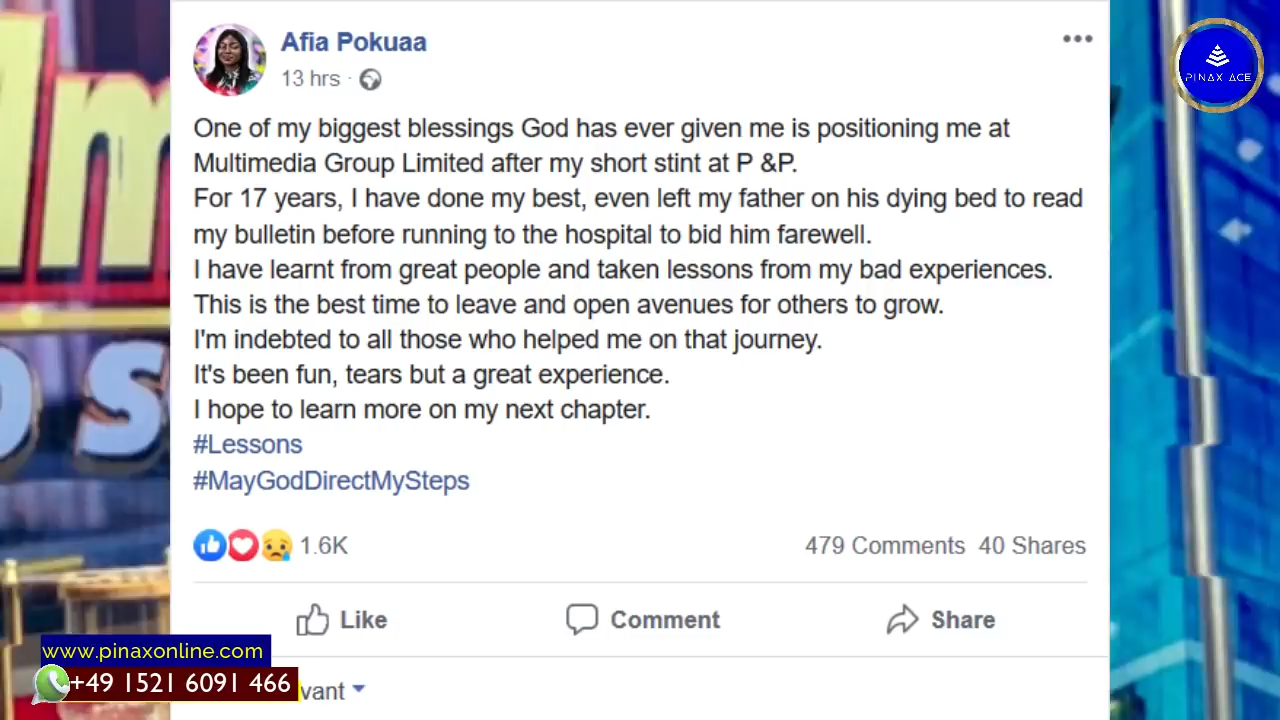 Afia Pokuaa
13 hrs ·
PINAX ACE
One of my biggest blessings God has ever given me is positioning me at
Multimedia Group Limited after my short stint at P &P.
For 17 years, I have done my best, even left my father on his dying bed to read
my bulletin before running to the hospital to bid him farewell.
I have learnt from great people and taken lessons from my bad experiences.
This is the best time to leave and open avenues for others to grow.
I'm indebted to all those who helped me on that journey.
It's been fun, tears but a great experience.
I hope to learn more on my next chapter.
#Lessons
#MayGodDirectMySteps
1.6K 479 Comments 40 Shares
Like Comment Share
www.pinaxonline.com
+49 1521 6091 466
vant